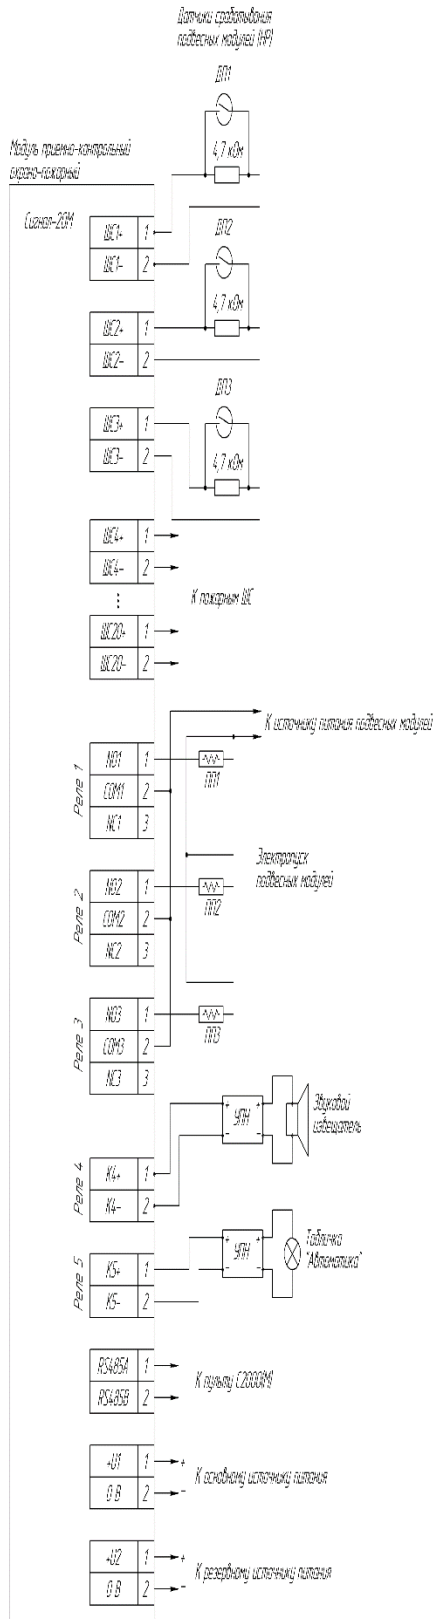 Датчики срабатывания
подвесных модулей (НР)
ДП1
4,7 кОм
Модуль приемно-контрольный
охрано-пожарный
Сигнал-20М
ШС1+ 1
ШС1- 2
ДП2
4,7 кОм
ШС2+ 1
ШС2- 2
ДП3
4,7 кОм
ШС3+ 1
ШС3- 2
ШС4+ 1
ШС4- 2
К пожарным ШС
ШС20+ 1
ШС20- 2
К источнику питания подвесных модулей
Реле 1
NO1 1
COM1 2
NC1 3
ПП1
Электропуск
подвесных модулей
Реле 2
NO2 1
COM2 2
NC2 3
ПП2
Реле 3
NO3 1
COM3 2
NC3 3
ПП3
+ УПН +
- -
Звуковой
извещатель
Реле 4
К4+ 1
К4- 2
+ УПН +
- -
Табличка
"Автоматика"
Реле 5
К5+ 1
К5- 2
RS485A 1
RS485B 2
К пульту С2000(М)
+U1 1 +
0 В 2 -
К основному источнику питания
+U2 1 +
0 В 2 -
К резервному источнику питания